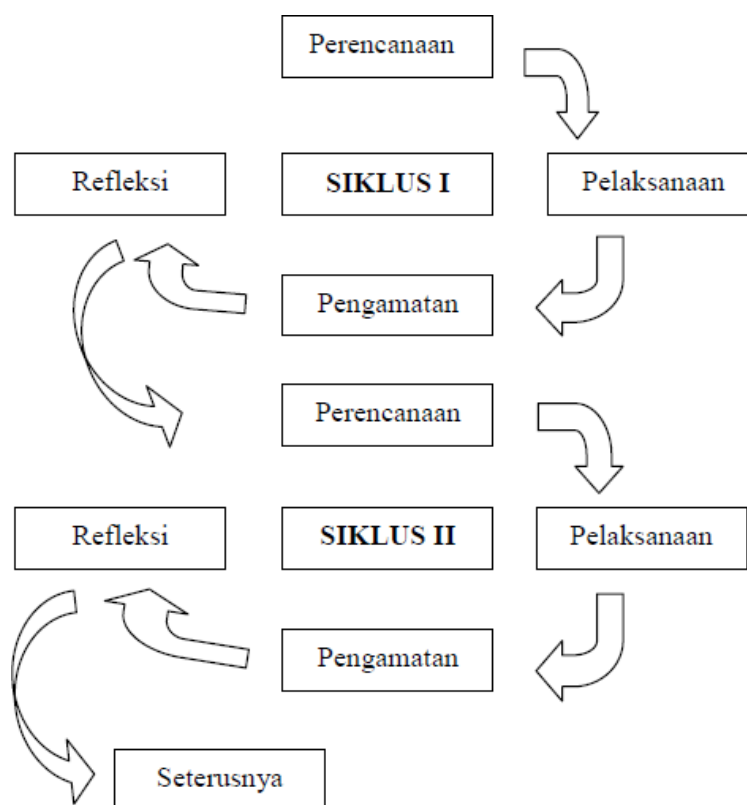 Perencanaan
Refleksi
SIKLUS I
Pelaksanaan
Pengamatan
Perencanaan
Refleksi
SIKLUS II
Pelaksanaan
Pengamatan
Seterusnya